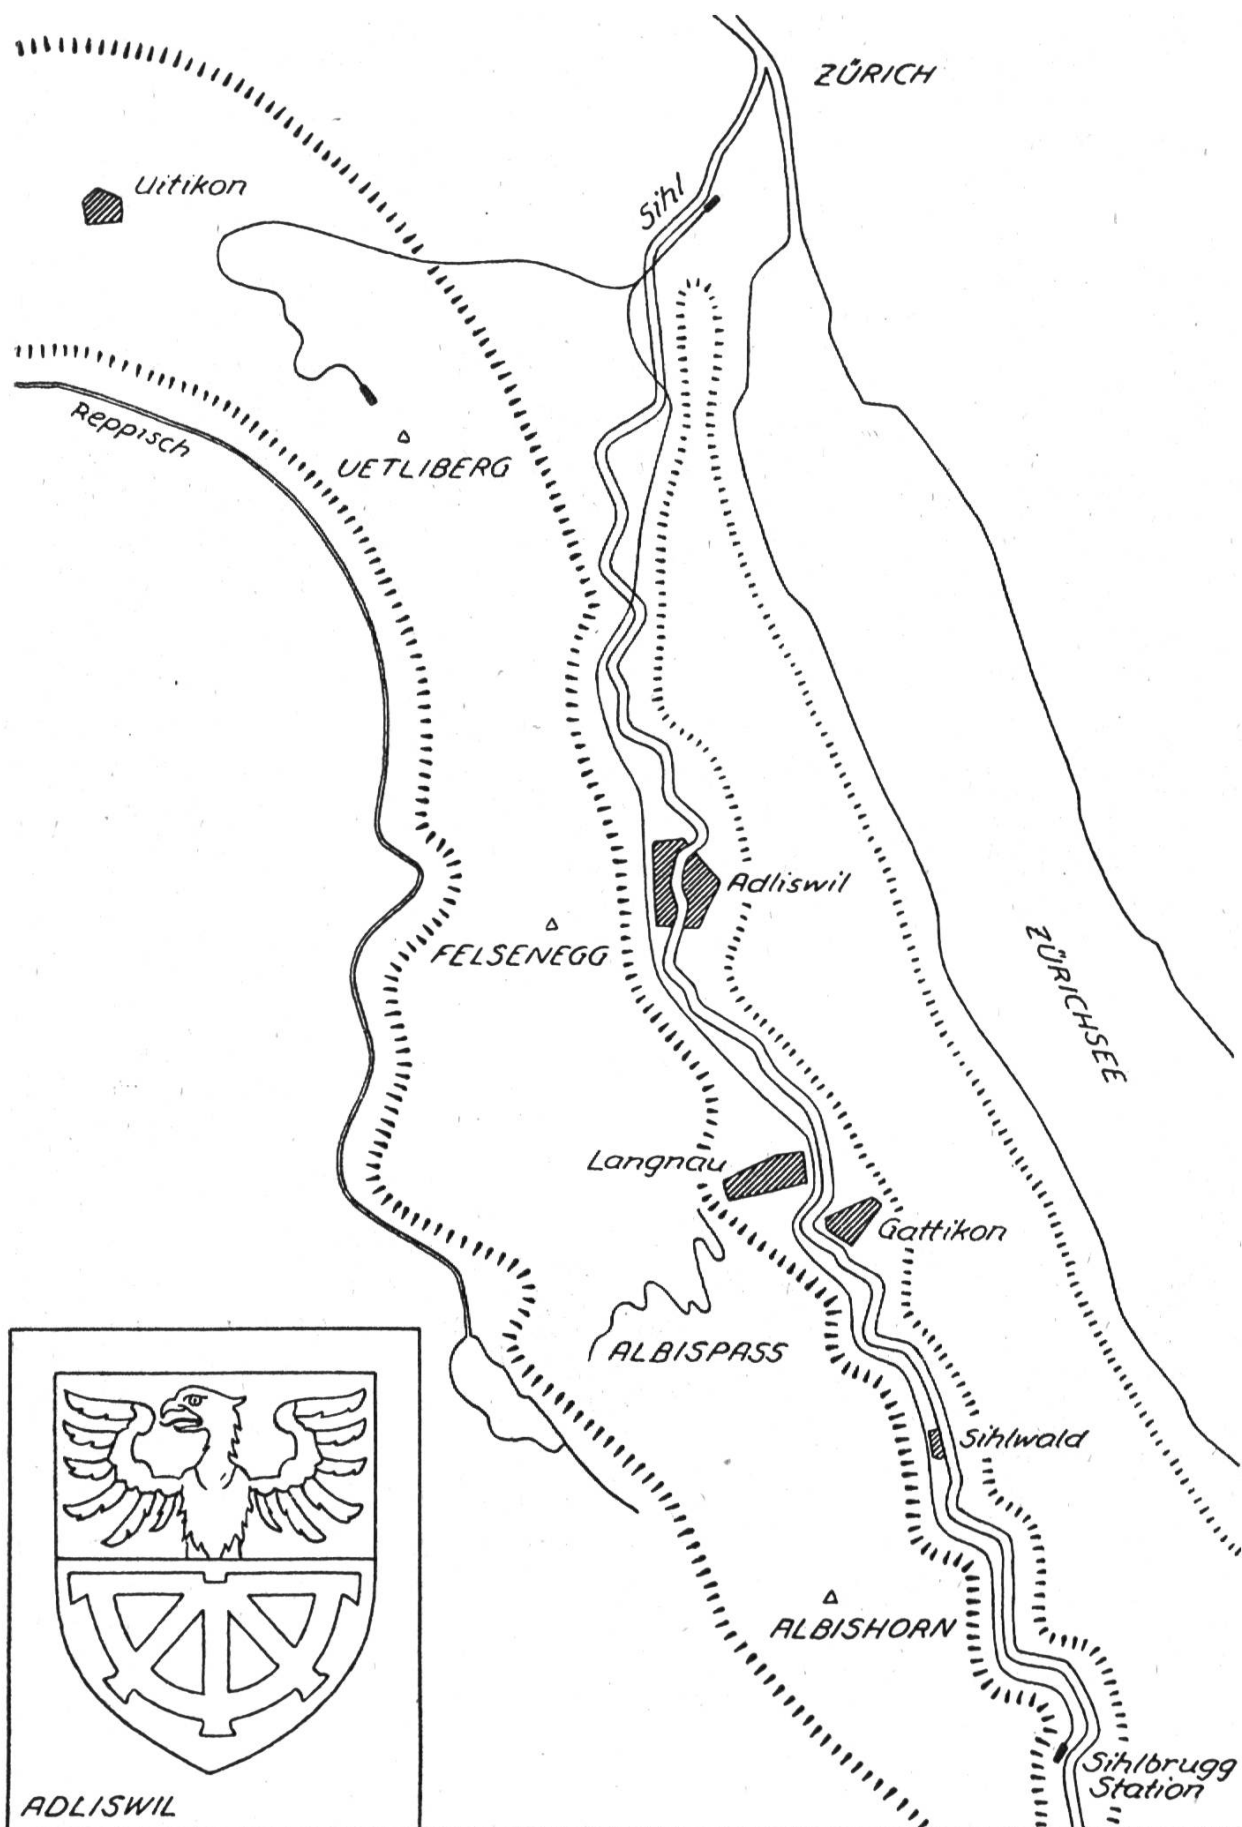 ZÜRICH
Uitikon
Sihl
Reppisch
UETLIBERG
Adliswil
FELSENEGG
ZÜRICHSEE
Langnau
Gattikon
ALBISPASS
Sihlwald
ALBISHORN
Sihlbrugg
Station
ADLISWIL